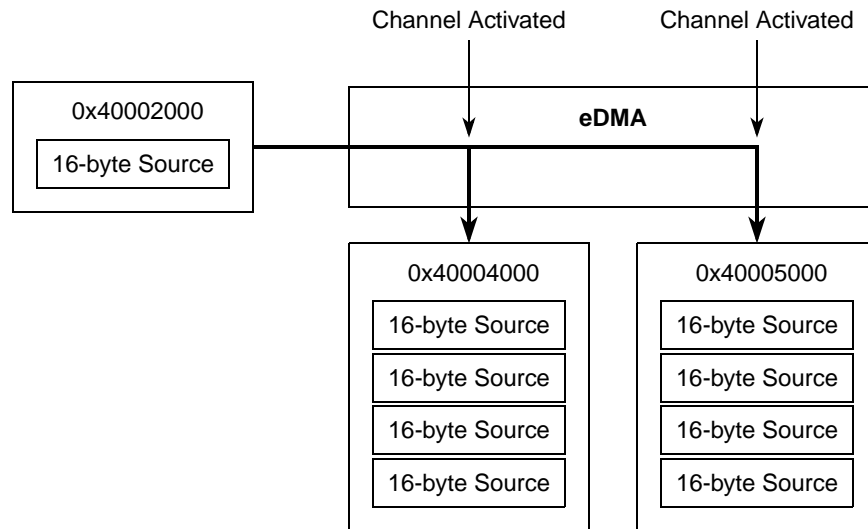 Channel Activated
Channel Activated
0x40002000
16-byte Source
eDMA
0x40004000
16-byte Source
16-byte Source
16-byte Source
16-byte Source
0x40005000
16-byte Source
16-byte Source
16-byte Source
16-byte Source